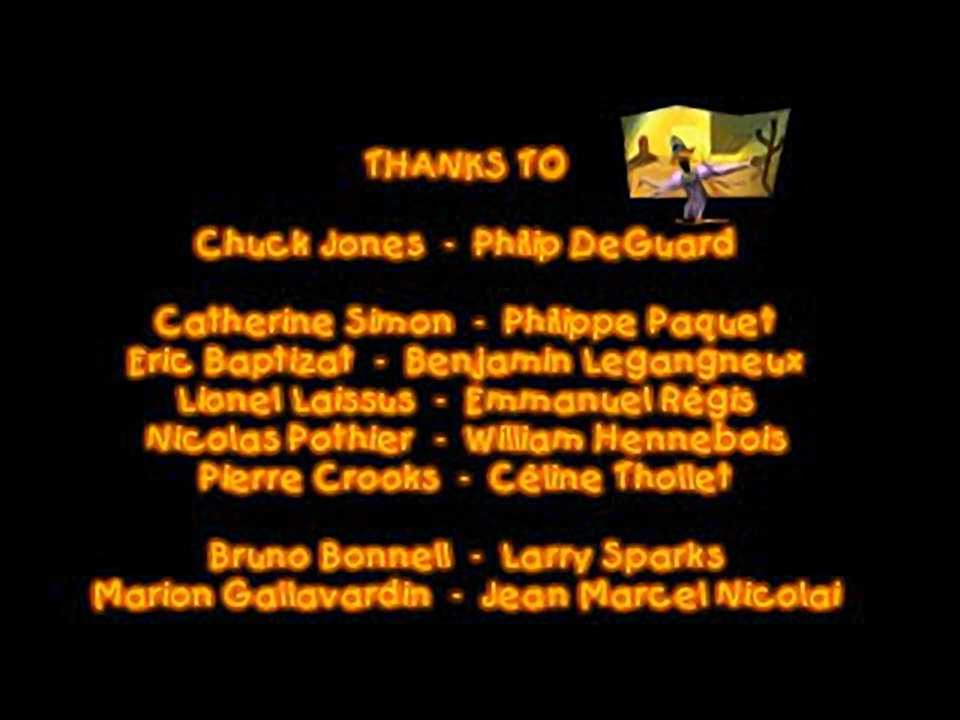 THANKS TO
Chuck Jones - Philip DeGuard
Catherine Simon - Philippe Paquet
Eric Baptizat - Benjamin Legangneux
Lionel Laissus - Emmanuel Régis
Nicolas Pothier - William Hennebois
Pierre Crooks - Céline Thollet
Bruno Bonnell - Larry Sparks
Marion Gallavardin - Jean Marcel Nicolai